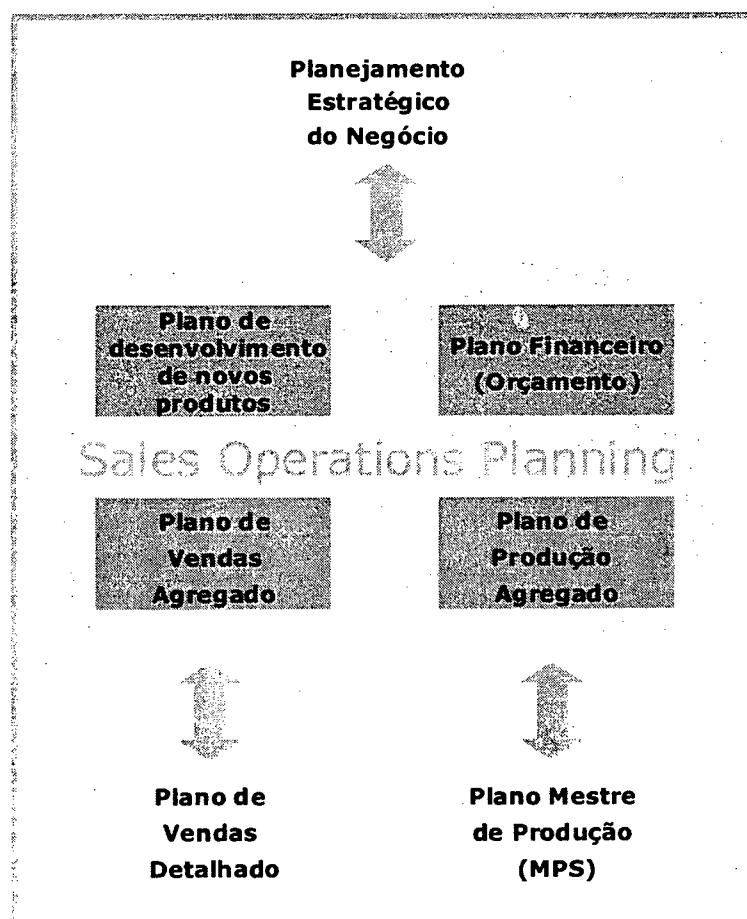 Planejamento
Estratégico
do Negócio
Plano de
desenvolvimento
de novos
produtos
Plano Financeiro
(Orçamento)
Sales Operations Planning
Plano de
Vendas
Agregado
Plano de
Produção
Agregado
Plano de
Vendas
Detalhado
Plano Mestre
de Produção
(MPS)